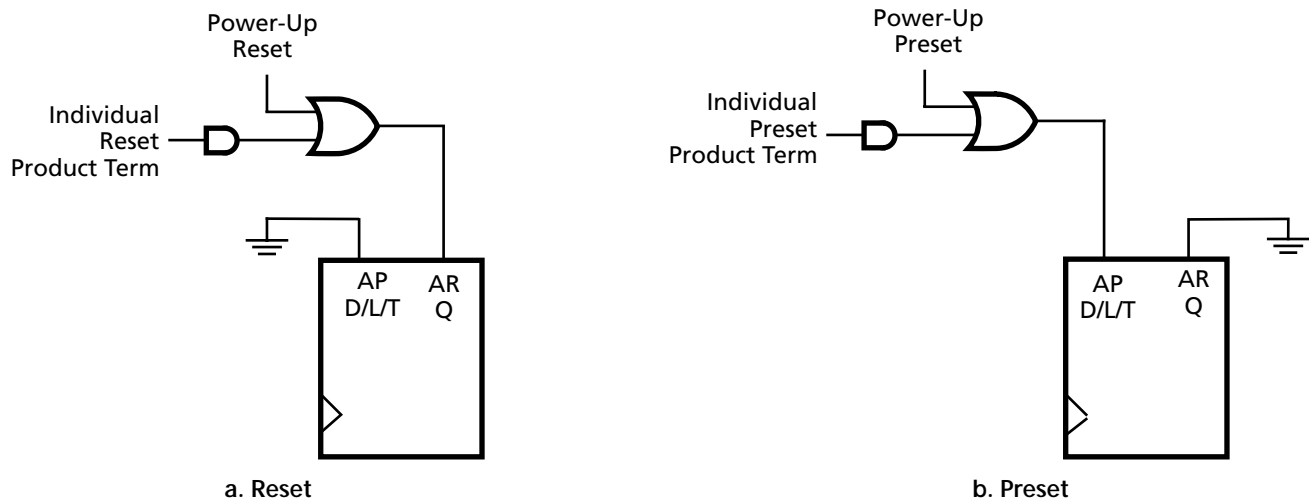 Power-Up
Reset
Individual
Reset
Product Term
AP
AR
D/L/T
Q
a. Reset
Power-Up
Preset
Individual
Preset
Product Term
AP
AR
D/L/T
Q
b. Preset